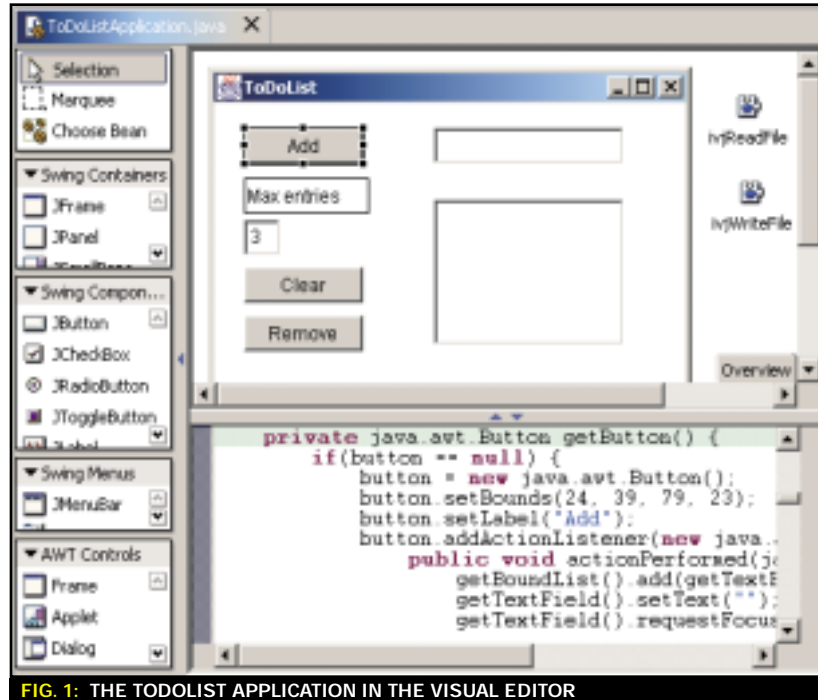 ToDoListApplication.java
Selection
Marquee
Choose Bean
Swing Containers
JFrame
JPanel
Swing Compon...
JButton
JCheckBox
JRadioButton
JToggleButton
JLabel
Swing Menus
JMenuBar
AWT Controls
Frame
Applet
Dialog
ToDoList
Add
Max entries
3
Clear
Remove
ivjReadFile
ivjWriteFile
Overview
private java.awt.Button getButton() {
if(button == null) {
button = new java.awt.Button();
button.setBounds(24, 39, 79, 23);
button.setLabel("Add");
button.addActionListener(new java.
public void actionPerformed(ja
getBoundList().add(getTextF
getTextField().setText("");
getTextField().requestFocus
FIG. 1: THE TODOLIST APPLICATION IN THE VISUAL EDITOR